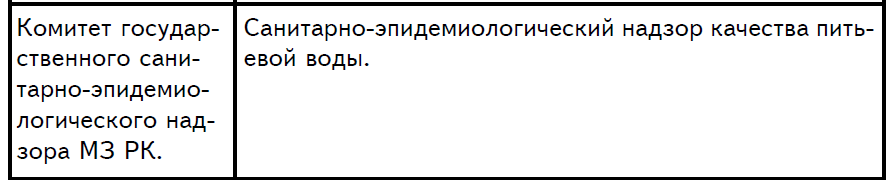 Комитет государ-
ственного сани-
тарно-эпидемио-
логического над-
зора МЗ РК.
Санитарно-эпидемиологический надзор качества пить-
евой воды.